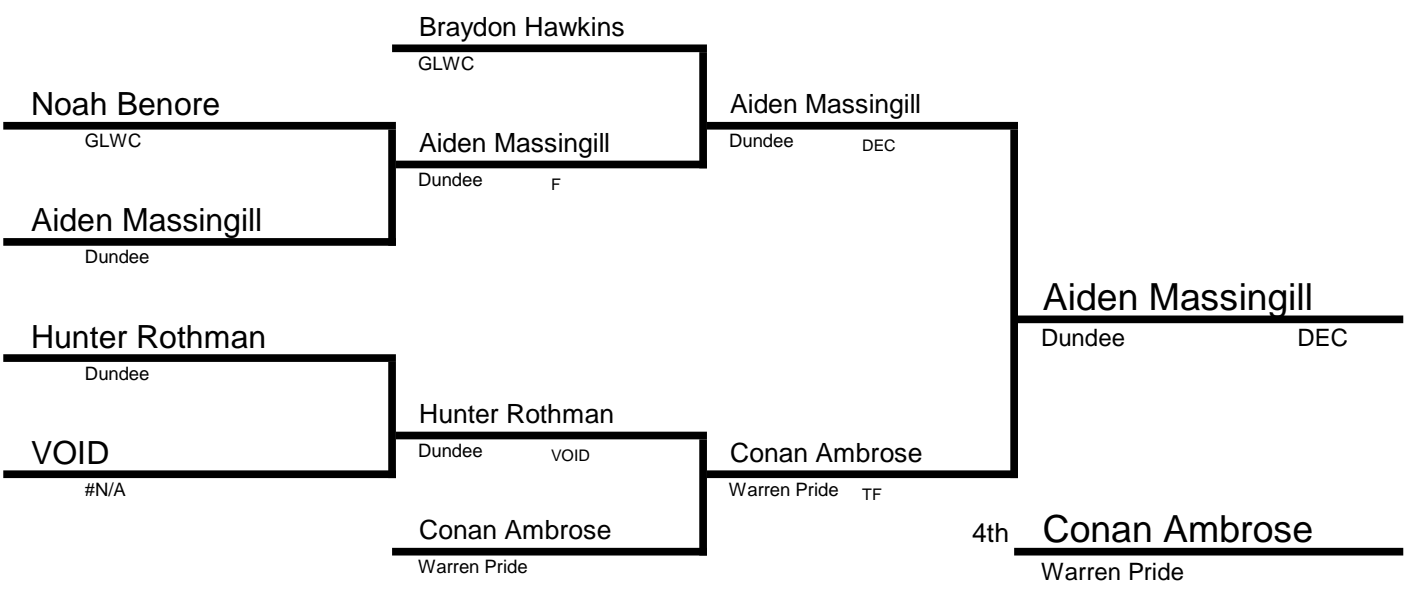 Braydon Hawkins
GLWC
Noah Benore
GLWC
Aiden Massingill
Dundee DEC
Aiden Massingill
Dundee F
Aiden Massingill
Dundee
Aiden Massingill
Dundee DEC
Hunter Rothman
Dundee
Hunter Rothman
Dundee VOID
VOID
#N/A
Conan Ambrose
Warren Pride TF
Conan Ambrose
Warren Pride
4th Conan Ambrose
Warren Pride